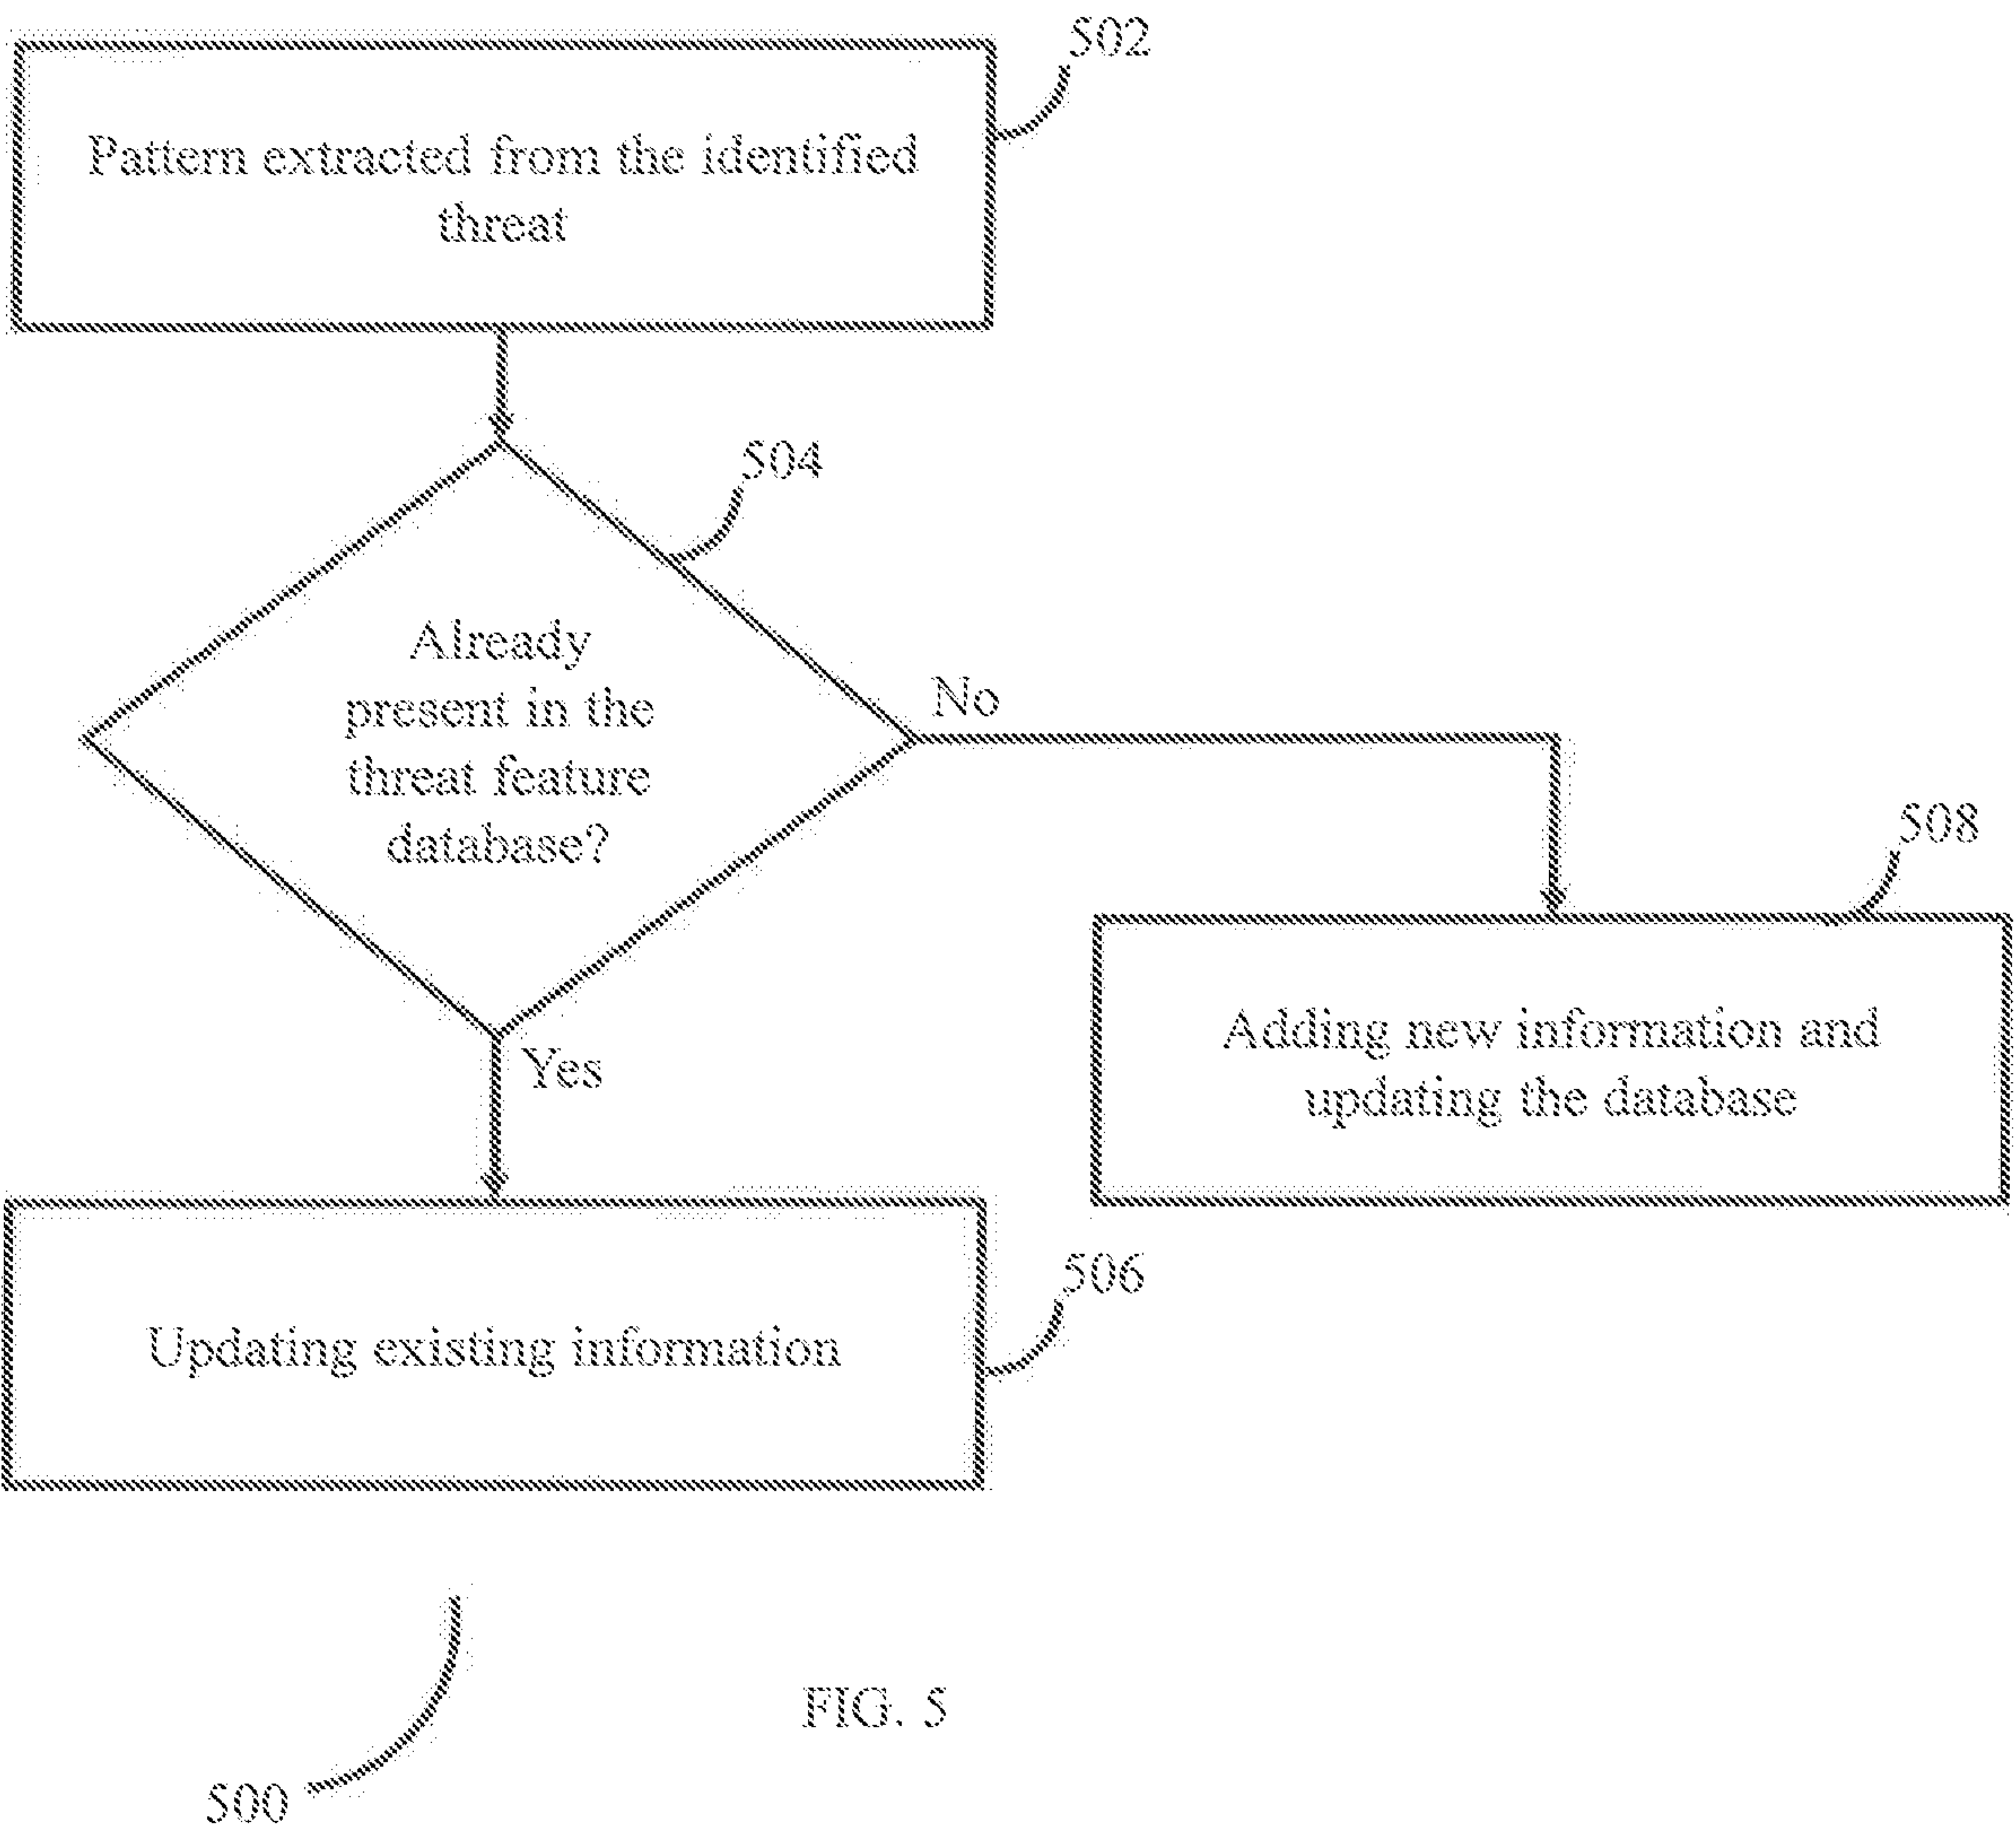 502
Pattern extracted from the identified
threat
504
Already
present in the
threat feature
database?
No
508
Adding new information and
updating the database
Yes
506
Updating existing information
FIG. 5
500